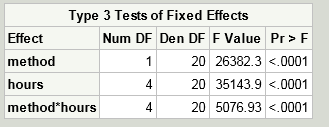 Type 3 Tests of Fixed Effects
Effect Num DF Den DF F Value Pr > F
method 1 20 26382.3 <.0001
hours 4 20 35143.9 <.0001
method*hours 4 20 5076.93 <.0001